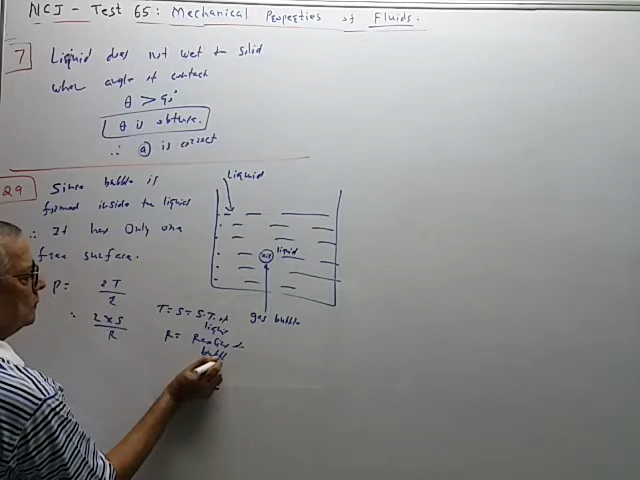 NCJ - Test 65: Mechanical Properties of Fluids.
7
Liquid does not wet the solid
when angle of contact
θ > 90°
θ is obtuse.
∴ (a) is correct
29
Since bubble is
formed inside the liquid
∴ It has Only one
free surface.
P = 2T/r
∴ 2×S/R
T = S = S.T. of
liquid
R = Radius of
bubbl
Liquid
liquid
air
gas bubble